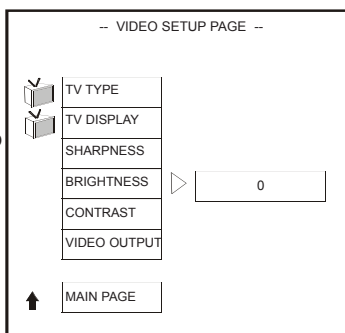 -- VIDEO SETUP PAGE --
TV TYPE
TV DISPLAY
SHARPNESS
BRIGHTNESS
0
CONTRAST
VIDEO OUTPUT
MAIN PAGE